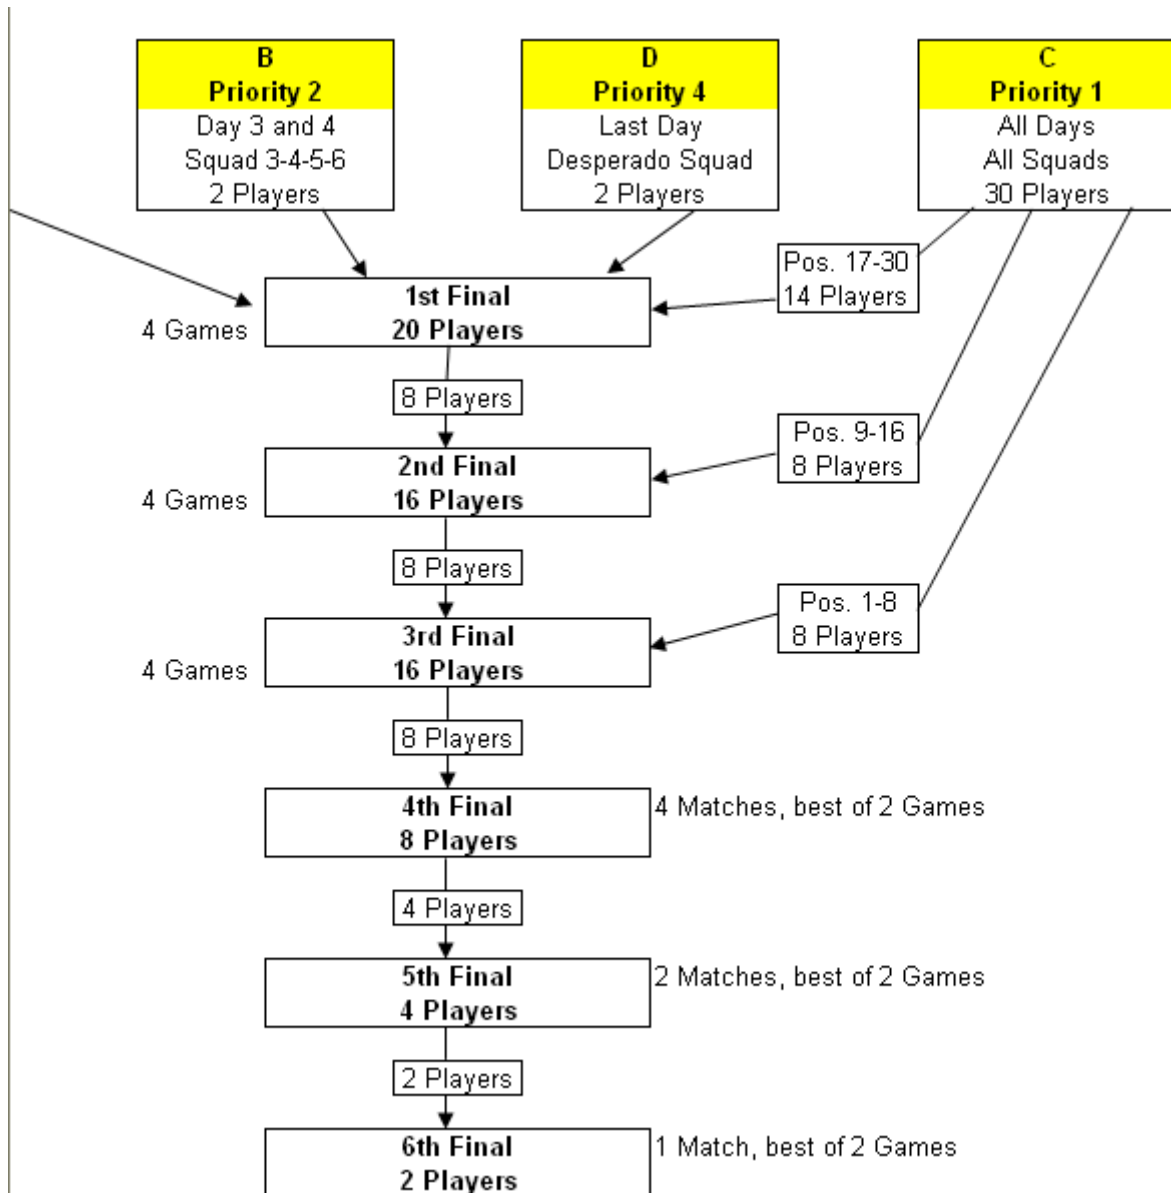 B
Priority 2
Day 3 and 4
Squad 3-4-5-6
2 Players
D
Priority 4
Last Day
Desperado Squad
2 Players
C
Priority 1
All Days
All Squads
30 Players
Pos. 17-30
14 Players
1st Final
20 Players
4 Games
8 Players
Pos. 9-16
8 Players
2nd Final
16 Players
4 Games
8 Players
Pos. 1-8
8 Players
3rd Final
16 Players
4 Games
8 Players
4th Final
8 Players
4 Matches, best of 2 Games
4 Players
5th Final
4 Players
2 Matches, best of 2 Games
2 Players
6th Final
2 Players
1 Match, best of 2 Games